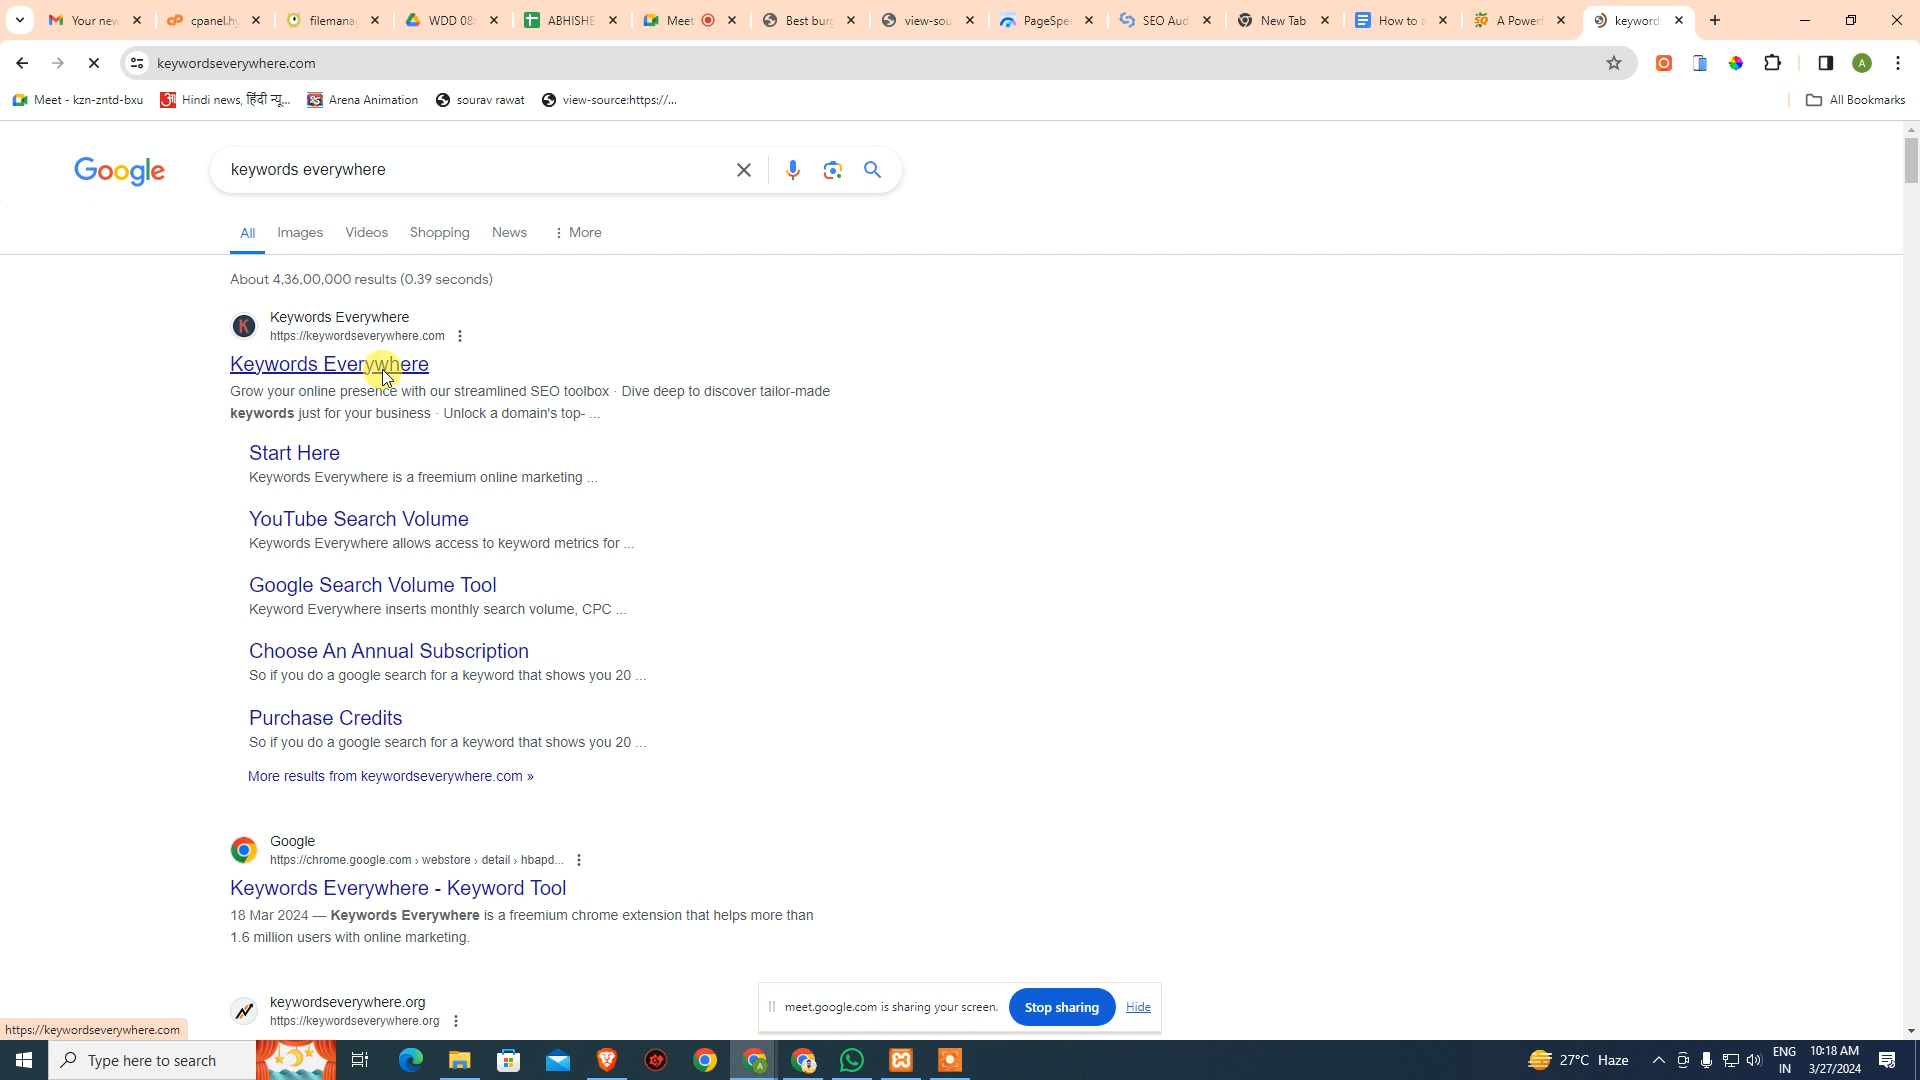 Your new
cpanel.hy
filemana
WDD 08
ABHISHE
Meet
Best bur
view-sou
PageSpe
SEO Aud
New Tab
How to a
A Powerf
keyword
keywordseverywhere.com
A
Meet - kzn-zntd-bxu
Hindi news, हिंदी न्यू...
Arena Animation
sourav rawat
view-source:https://...
All Bookmarks
Google
keywords everywhere
All
Images
Videos
Shopping
News
More
About 4,36,00,000 results (0.39 seconds)
K
Keywords Everywhere
https://keywordseverywhere.com
Keywords Everywhere
Grow your online presence with our streamlined SEO toolbox · Dive deep to discover tailor-made
keywords just for your business · Unlock a domain's top- ...
Start Here
Keywords Everywhere is a freemium online marketing ...
YouTube Search Volume
Keywords Everywhere allows access to keyword metrics for ...
Google Search Volume Tool
Keyword Everywhere inserts monthly search volume, CPC ...
Choose An Annual Subscription
So if you do a google search for a keyword that shows you 20 ...
Purchase Credits
So if you do a google search for a keyword that shows you 20 ...
More results from keywordseverywhere.com »
Google
https://chrome.google.com › webstore › detail › hbapd...
Keywords Everywhere - Keyword Tool
18 Mar 2024 — Keywords Everywhere is a freemium chrome extension that helps more than
1.6 million users with online marketing.
keywordseverywhere.org
https://keywordseverywhere.org
meet.google.com is sharing your screen.
Stop sharing
Hide
https://keywordseverywhere.com
Type here to search
27°C Haze
ENG
IN
10:18 AM
3/27/2024